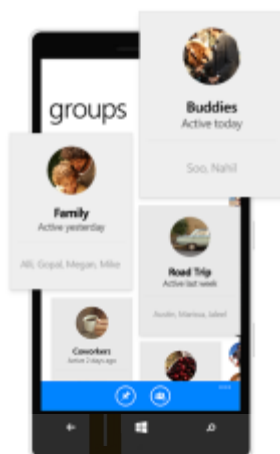 groups
Buddies
Active today
Soo, Nahil
Family
Active yesterday
Alli, Gopal, Megan, Mike
Road Trip
Active last week
Austin, Marissa, Jaleel
Coworkers
Active 2 days ago